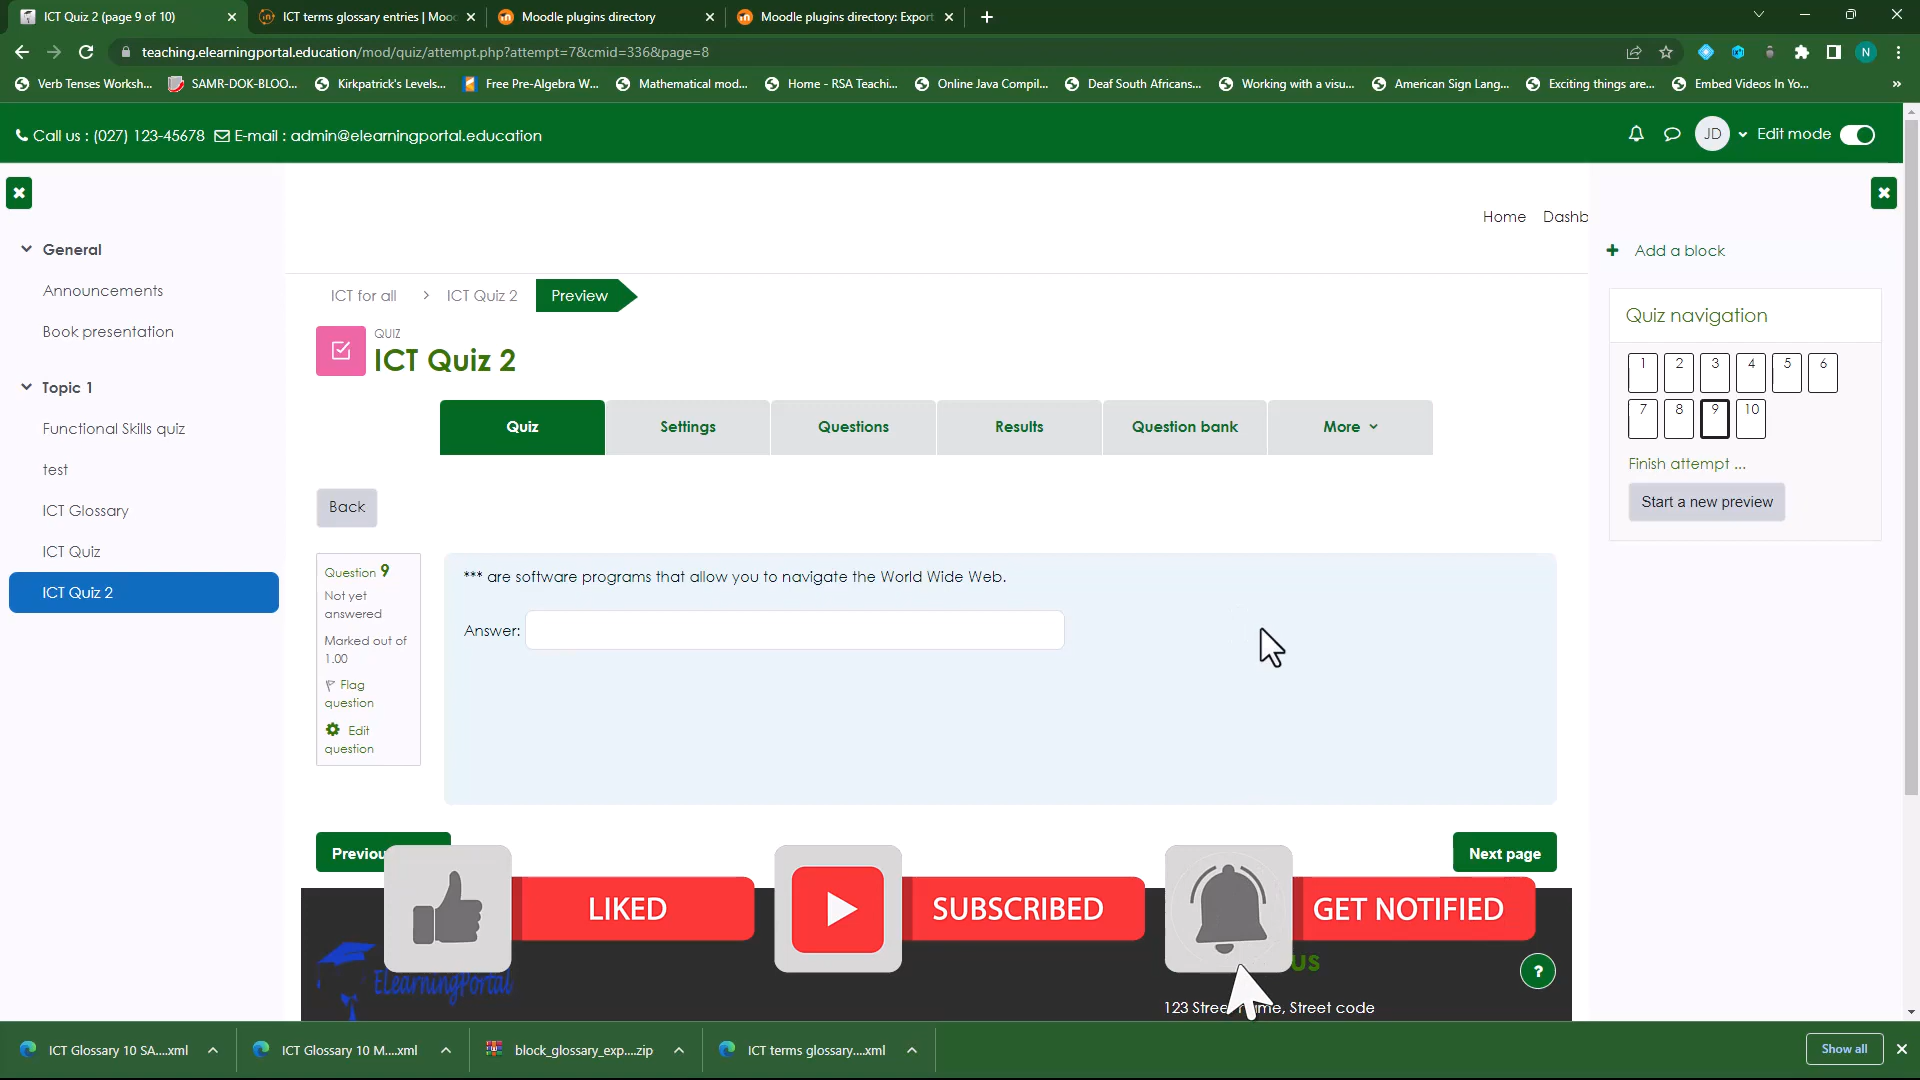 ICT Quiz 2 (page 9 of 10)
ICT terms glossary entries | Mood
Moodle plugins directory
Moodle plugins directory: Export
teaching.elearningportal.education/mod/quiz/attempt.php?attempt=7&cmid=336&page=8
N
Verb Tenses Worksh...
SAMR-DOK-BLOO...
Kirkpatrick's Levels...
Free Pre-Algebra W...
Mathematical mod...
Home - RSA Teachi...
Online Java Compil...
Deaf South Africans...
Working with a visu...
American Sign Lang...
Exciting things are...
Embed Videos In Yo...
»
Call us : (027) 123-45678 E-mail : admin@elearningportal.education
JD
Edit mode
General
Announcements
Book presentation
Topic 1
Functional Skills quiz
test
ICT Glossary
ICT Quiz
ICT Quiz 2
Home Dashb
ICT for all > ICT Quiz 2 Preview
QUIZ
ICT Quiz 2
Quiz
Settings
Questions
Results
Question bank
More
Back
Question 9
Not yet
answered
Marked out of
1.00
Flag
question
Edit
question
*** are software programs that allow you to navigate the World Wide Web.
Answer:
Add a block
Quiz navigation
1 2 3 4 5 6
7 8 9 10
Finish attempt ...
Start a new preview
Previou
Next page
LIKED
SUBSCRIBED
GET NOTIFIED
ELearningPortal
us
?
123 Stree me, Street code
ICT Glossary 10 SA....xml
ICT Glossary 10 M....xml
block_glossary_exp....zip
ICT terms glossary....xml
Show all